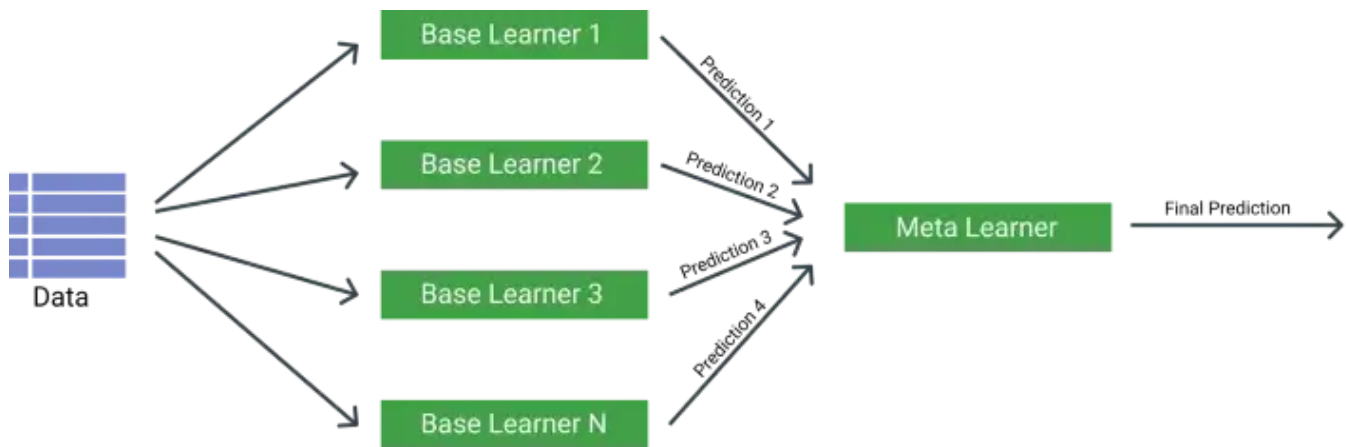 Base Learner 1
Prediction 1
Base Learner 2
Prediction 2
Data
Meta Learner
Final Prediction
Base Learner 3
Prediction 3
Base Learner N
Prediction 4